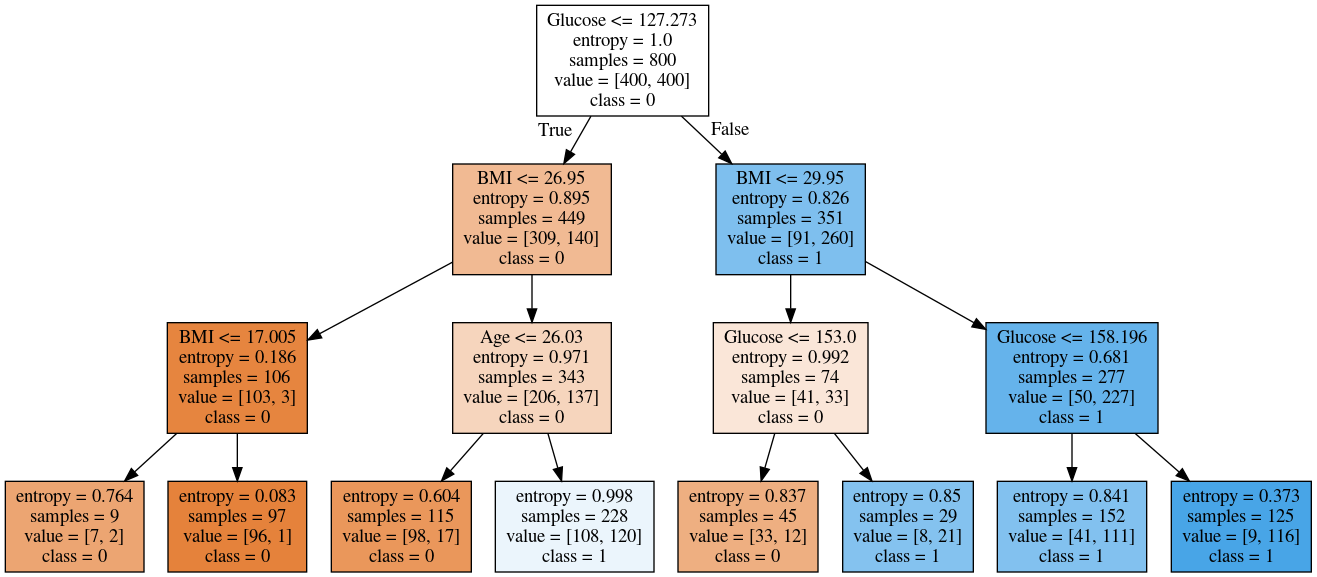 Glucose <= 127.273
entropy = 1.0
samples = 800
value = [400, 400]
class = 0
True
False
BMI <= 26.95
entropy = 0.895
samples = 449
value = [309, 140]
class = 0
BMI <= 29.95
entropy = 0.826
samples = 351
value = [91, 260]
class = 1
BMI <= 17.005
entropy = 0.186
samples = 106
value = [103, 3]
class = 0
Age <= 26.03
entropy = 0.971
samples = 343
value = [206, 137]
class = 0
Glucose <= 153.0
entropy = 0.992
samples = 74
value = [41, 33]
class = 0
Glucose <= 158.196
entropy = 0.681
samples = 277
value = [50, 227]
class = 1
entropy = 0.764
samples = 9
value = [7, 2]
class = 0
entropy = 0.083
samples = 97
value = [96, 1]
class = 0
entropy = 0.604
samples = 115
value = [98, 17]
class = 0
entropy = 0.998
samples = 228
value = [108, 120]
class = 1
entropy = 0.837
samples = 45
value = [33, 12]
class = 0
entropy = 0.85
samples = 29
value = [8, 21]
class = 1
entropy = 0.841
samples = 152
value = [41, 111]
class = 1
entropy = 0.373
samples = 125
value = [9, 116]
class = 1